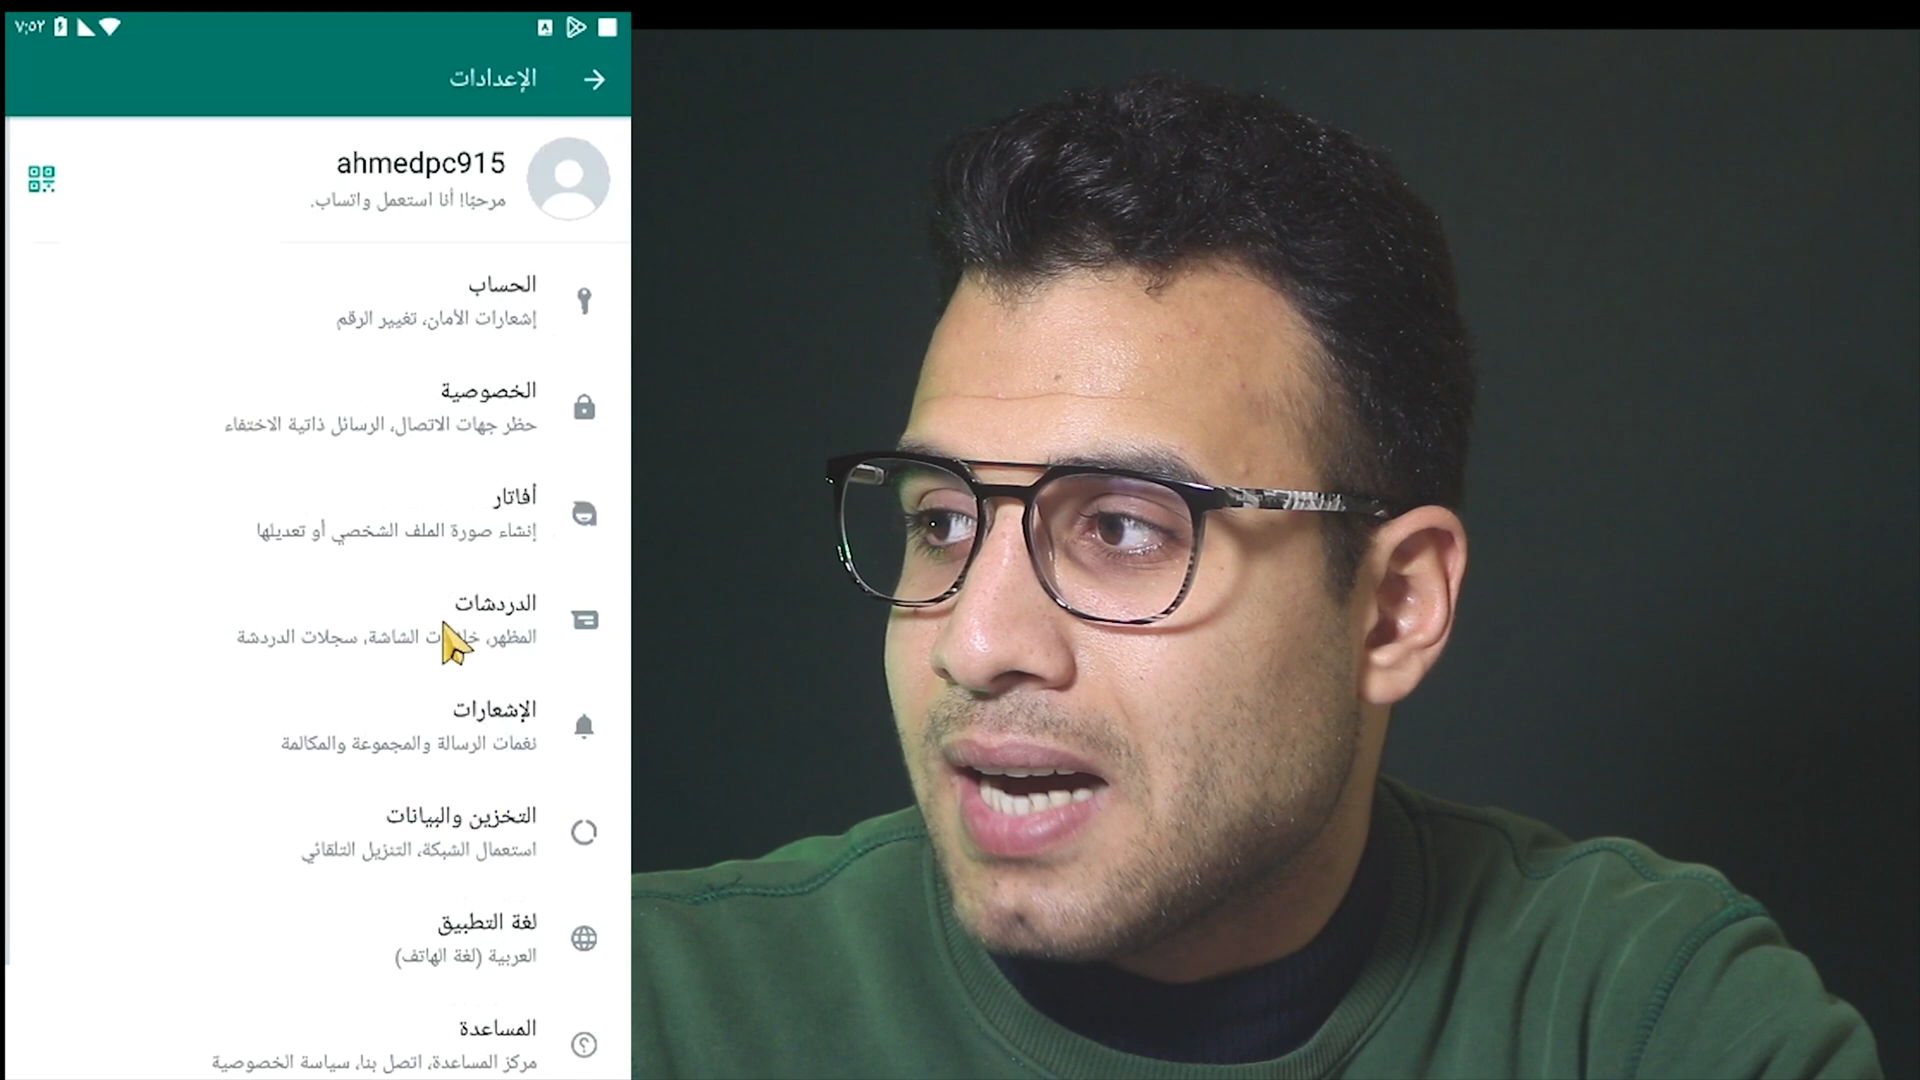 ٧:٥٢
الإعدادات
ahmedpc915
مرحبًا! أنا استعمل واتساب.
الحساب
إشعارات الأمان، تغيير الرقم
الخصوصية
حظر جهات الاتصال، الرسائل ذاتية الاختفاء
أفاتار
إنشاء صورة الملف الشخصي أو تعديلها
الدردشات
المظهر، الشاشة، سجلات الدردشة
الإشعارات
نغمات الرسالة والمجموعة والمكالمة
التخزين والبيانات
استعمال الشبكة، التنزيل التلقائي
لغة التطبيق
العربية (لغة الهاتف)
المساعدة
مركز المساعدة، اتصل بنا، سياسة الخصوصية